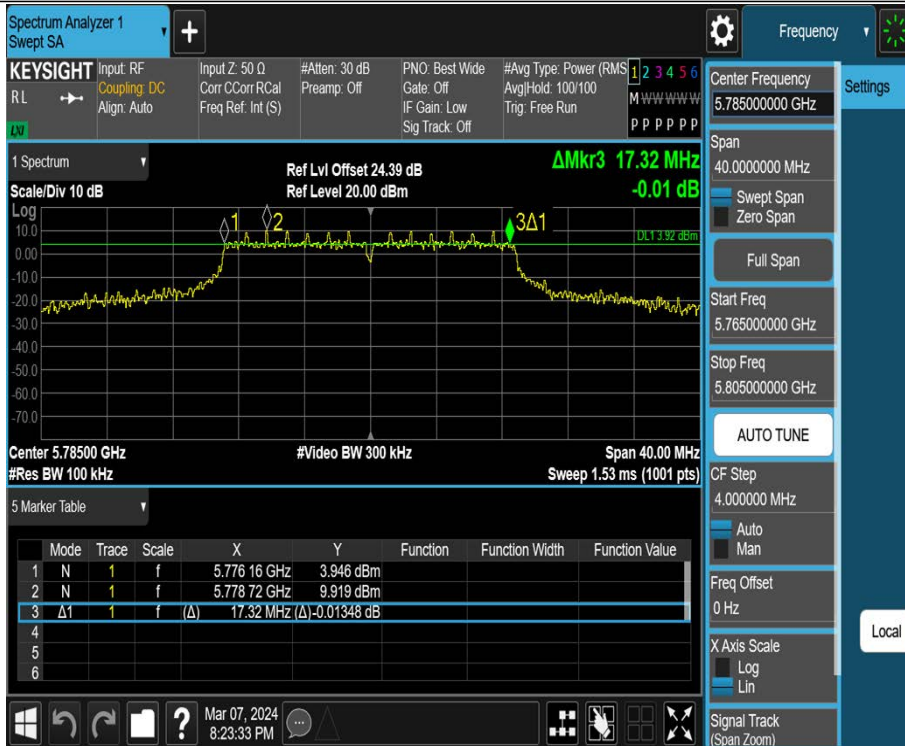 Spectrum Analyzer 1
Swept SA
+
Frequency
KEYSIGHT
RL
LXI
Input: RF
Coupling: DC
Align: Auto
Input Z: 50 Ω
Corr CCorr RCal
Freq Ref: Int (S)
#Atten: 30 dB
Preamp: Off
PNO: Best Wide
Gate: Off
IF Gain: Low
Sig Track: Off
#Avg Type: Power (RMS
Avg|Hold: 100/100
Trig: Free Run
1 2 3 4 5 6
M W W W W W
P P P P P P
Center Frequency
5.785000000 GHz
Settings
1 Spectrum
Scale/Div 10 dB
Ref Lvl Offset 24.39 dB
Ref Level 20.00 dBm
ΔMkr3 17.32 MHz
-0.01 dB
Span
40.0000000 MHz
Swept Span
Zero Span
Log
10.0
0.00
-10.0
-20.0
-30.0
-40.0
-50.0
-60.0
-70.0
1
2
3Δ1
DL1 3.92 dBm
Full Span
Start Freq
5.765000000 GHz
Stop Freq
5.805000000 GHz
AUTO TUNE
Center 5.78500 GHz
#Video BW 300 kHz
Span 40.00 MHz
#Res BW 100 kHz
Sweep 1.53 ms (1001 pts)
CF Step
4.000000 MHz
Auto
Man
5 Marker Table
Mode Trace Scale X Y Function Function Width Function Value
1 N 1 f 5.776 16 GHz 3.946 dBm
2 N 1 f 5.778 72 GHz 9.919 dBm
3 Δ1 1 f (Δ) 17.32 MHz (Δ)-0.01348 dB
4
5
6
Freq Offset
0 Hz
Local
X Axis Scale
Log
Lin
?
Mar 07, 2024
8:23:33 PM
Signal Track
(Span Zoom)